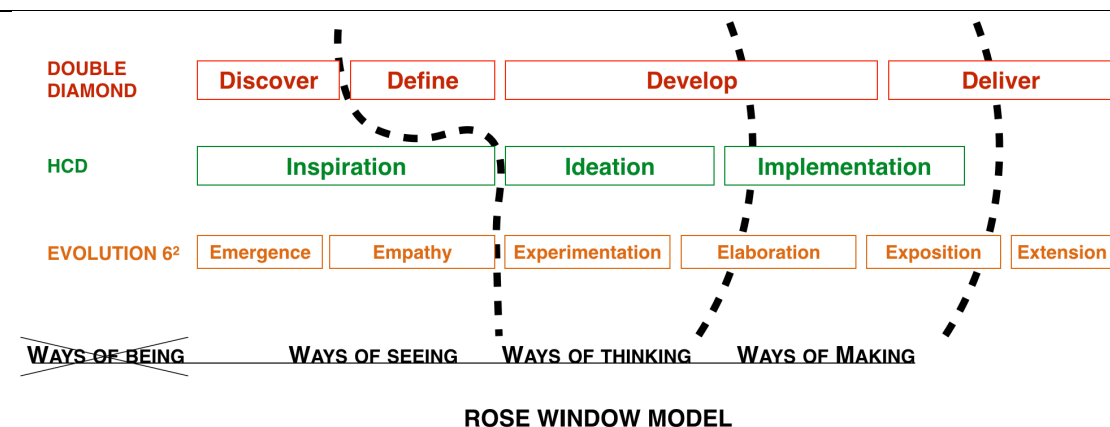 DOUBLE
DIAMOND
Discover
Define
Develop
Deliver
HCD
Inspiration
Ideation
Implementation
EVOLUTION 6²
Emergence
Empathy
Experimentation
Elaboration
Exposition
Extension
WAYS OF BEING
WAYS OF SEEING
WAYS OF THINKING
WAYS OF MAKING
ROSE WINDOW MODEL